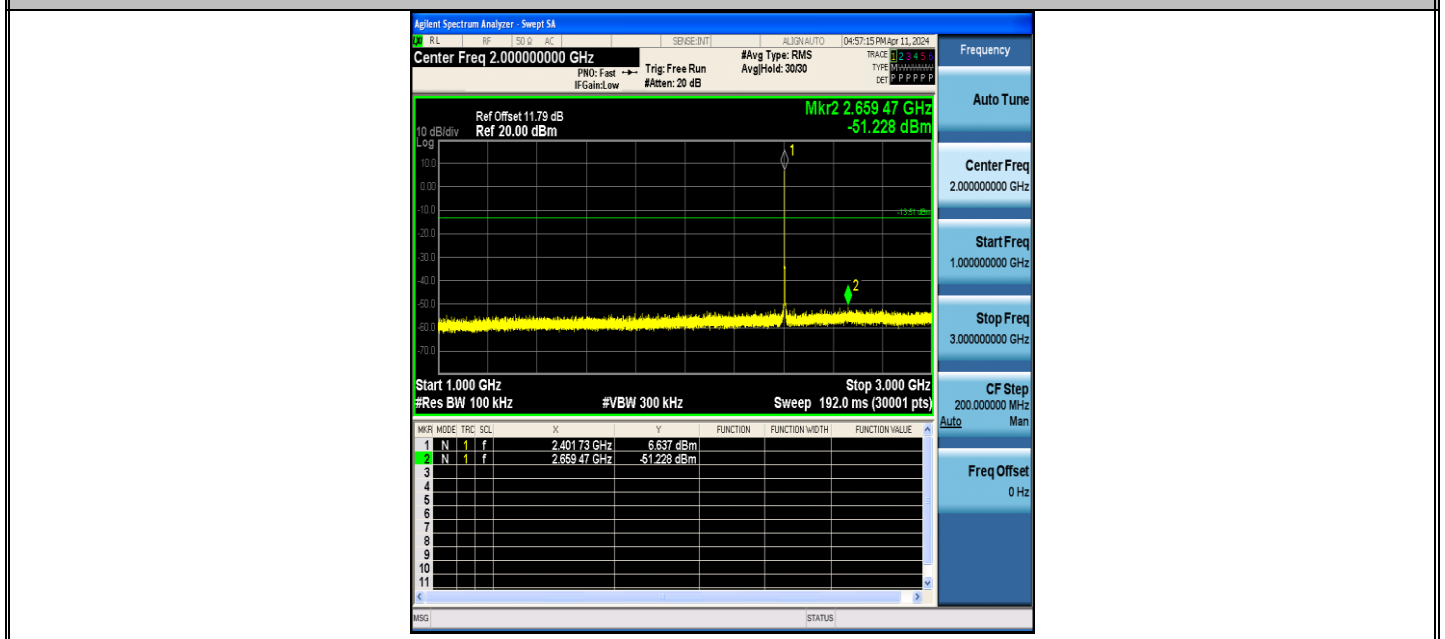 Agilent Spectrum Analyzer - Swept SA
RL RF 50 Ω AC SENSE:INT ALIGN AUTO 04:57:15 PM Apr 11, 2024
Center Freq 2.000000000 GHz #Avg Type: RMS TRACE 1 2 3 4 5 6
PNO: Fast Trig: Free Run Avg|Hold: 30/30 TYPE M
IFGain:Low #Atten: 20 dB DET P P P P P P
Mkr2 2.659 47 GHz
-51.228 dBm
Ref Offset 11.79 dB
10 dB/div Ref 20.00 dBm
Log
1
10.0
0.00
-10.0
-13.51 dBm
-20.0
-30.0
-40.0
2
-50.0
-60.0
-70.0
Start 1.000 GHz Stop 3.000 GHz
#Res BW 100 kHz #VBW 300 kHz Sweep 192.0 ms (30001 pts)
MKR MODE TRC SCL X Y FUNCTION FUNCTION WIDTH FUNCTION VALUE
1 N 1 f 2.401 73 GHz 6.637 dBm
2 N 1 f 2.659 47 GHz -51.228 dBm
3
4
5
6
7
8
9
10
11
MSG STATUS
Frequency
Auto Tune
Center Freq
2.000000000 GHz
Start Freq
1.000000000 GHz
Stop Freq
3.000000000 GHz
CF Step
200.000000 MHz
Auto Man
Freq Offset
0 Hz